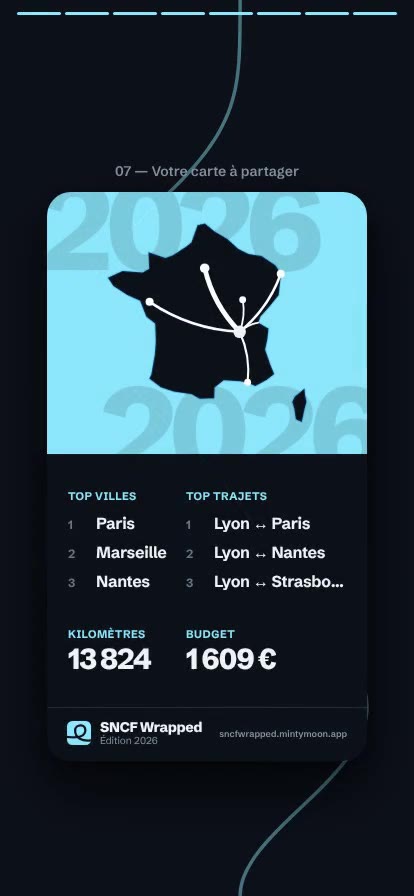 07 — Votre carte à partager
2026
2026
TOP VILLES
1 Paris
2 Marseille
3 Nantes
TOP TRAJETS
1 Lyon ↔ Paris
2 Lyon ↔ Nantes
3 Lyon ↔ Strasbo...
KILOMÈTRES
13 824
BUDGET
1 609 €
SNCF Wrapped
Édition 2026
sncfwrapped.mintymoon.app